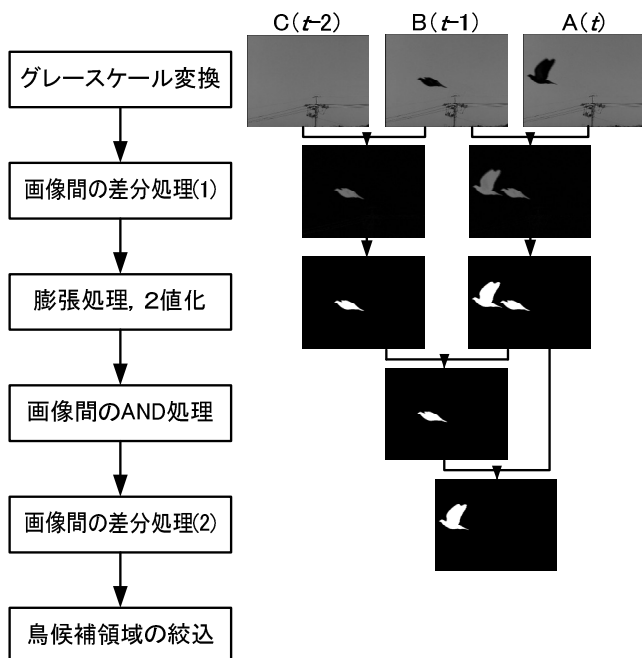 C(t-2) B(t-1) A(t)
グレースケール変換
画像間の差分処理(1)
膨張処理, 2値化
画像間のAND処理
画像間の差分処理(2)
鳥候補領域の絞込